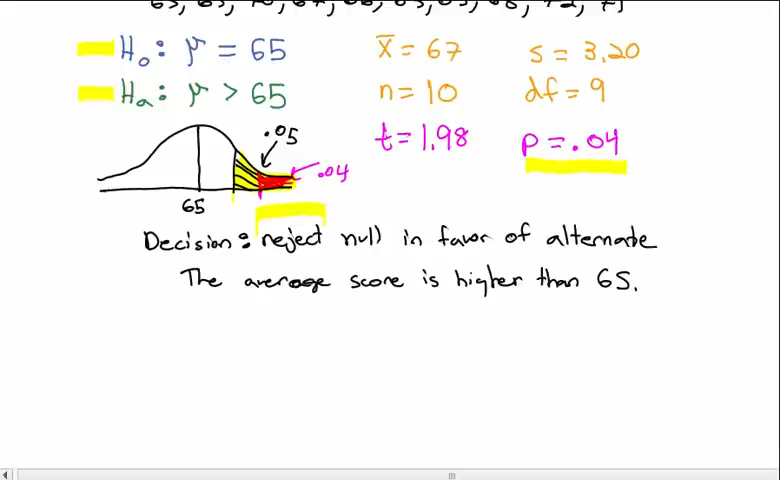 H₀: μ = 65 x̄ = 67 s = 3.20
Hₐ: μ > 65 n = 10 df = 9
.05 t = 1.98 p = .04
.04
65
Decision: reject null in favor of alternate
The average score is higher than 65.